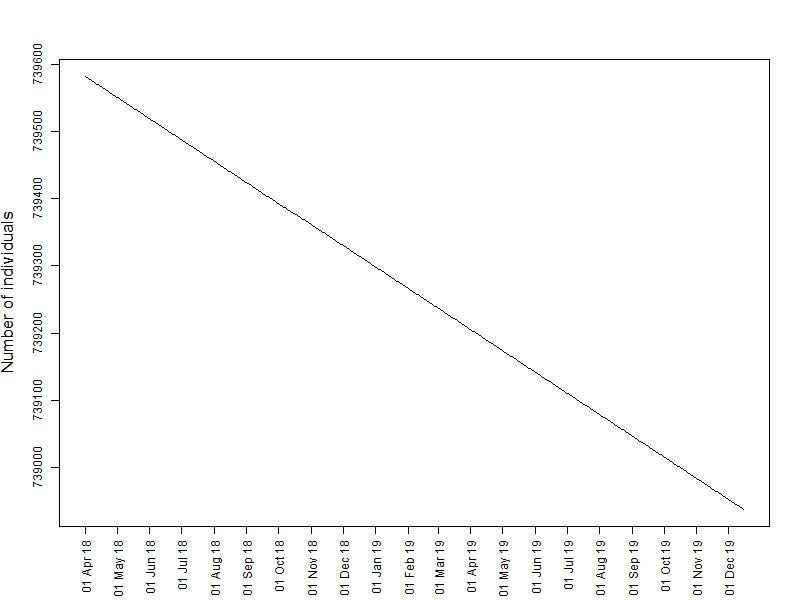 739600
739500
739400
739300
739200
739100
739000
Number of individuals
01 Apr 18
01 May 18
01 Jun 18
01 Jul 18
01 Aug 18
01 Sep 18
01 Oct 18
01 Nov 18
01 Dec 18
01 Jan 19
01 Feb 19
01 Mar 19
01 Apr 19
01 May 19
01 Jun 19
01 Jul 19
01 Aug 19
01 Sep 19
01 Oct 19
01 Nov 19
01 Dec 19